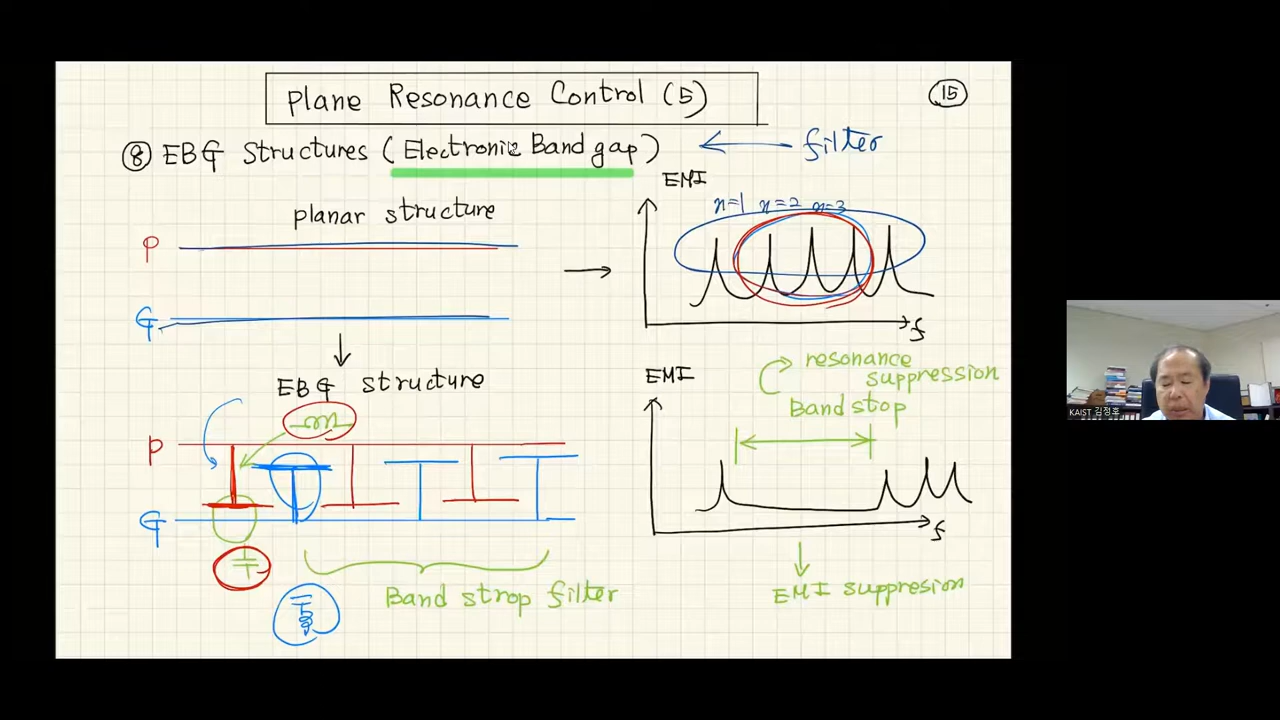 Plane Resonance Control (5)
15
⑧ EBG Structures (Electronic Band gap) ← filter
planar structure
P
G
EMI
n=1 n=2 n=3
f
EBG structure
P
G
Band strop filter
EMI
resonance
suppression
Band stop
f
EMI suppresion
KAIST 김정호